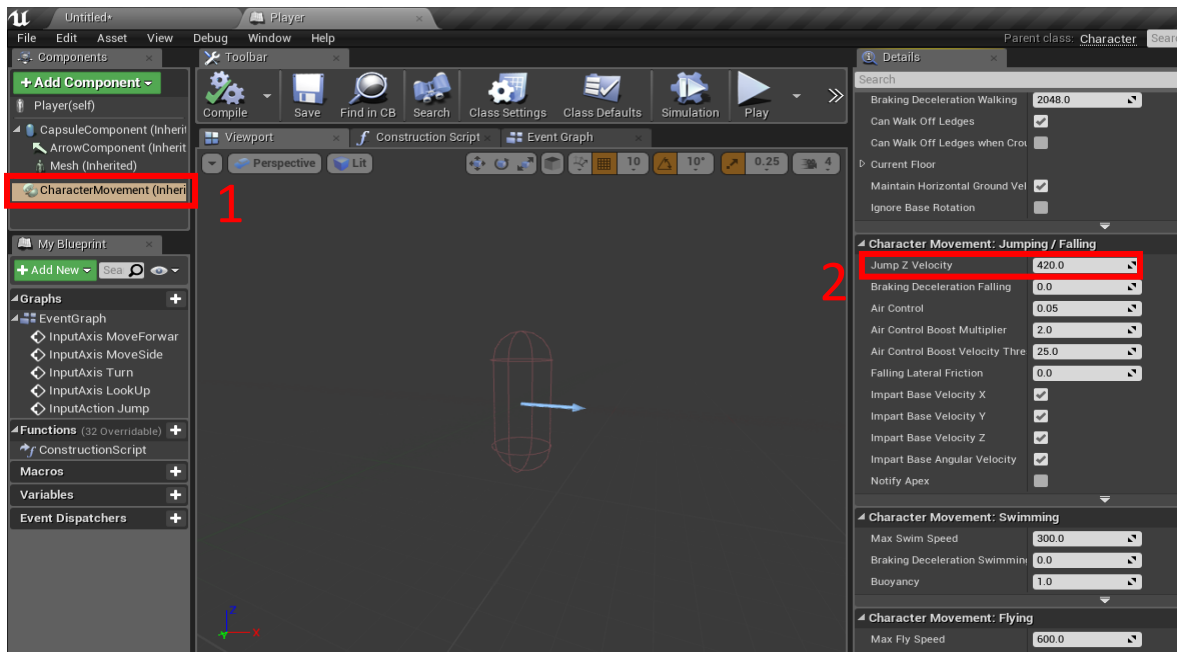 Untitled*
Player
File Edit Asset View Debug Window Help
Parent class: Character Sear
Components
+Add Component
Player(self)
CapsuleComponent (Inherit
ArrowComponent (Inherit
Mesh (Inherited)
CharacterMovement (Inheri
1
My Blueprint
+Add New Sea
Graphs
EventGraph
InputAxis MoveForwar
InputAxis MoveSide
InputAxis Turn
InputAxis LookUp
InputAction Jump
Functions (32 Overridable)
ConstructionScript
Macros
Variables
Event Dispatchers
Toolbar
Compile Save Find in CB Search Class Settings Class Defaults Simulation Play
Viewport Construction Script Event Graph
Perspective Lit 10 10° 0.25 4
Z
X
Y
2
Details
Search
Braking Deceleration Walking 2048.0
Can Walk Off Ledges
Can Walk Off Ledges when Crou
Current Floor
Maintain Horizontal Ground Vel
Ignore Base Rotation
Character Movement: Jumping / Falling
Jump Z Velocity 420.0
Braking Deceleration Falling 0.0
Air Control 0.05
Air Control Boost Multiplier 2.0
Air Control Boost Velocity Thre 25.0
Falling Lateral Friction 0.0
Impart Base Velocity X
Impart Base Velocity Y
Impart Base Velocity Z
Impart Base Angular Velocity
Notify Apex
Character Movement: Swimming
Max Swim Speed 300.0
Braking Deceleration Swimmin 0.0
Buoyancy 1.0
Character Movement: Flying
Max Fly Speed 600.0